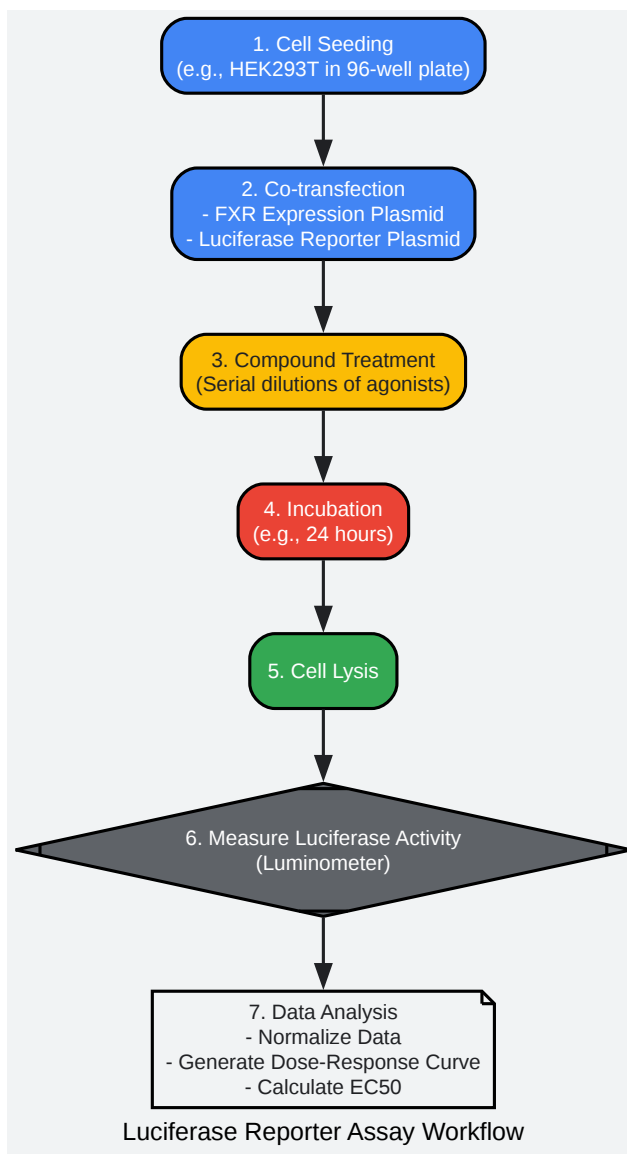 1. Cell Seeding
(e.g., HEK293T in 96-well plate)
2. Co-transfection
- FXR Expression Plasmid
- Luciferase Reporter Plasmid
3. Compound Treatment
(Serial dilutions of agonists)
4. Incubation
(e.g., 24 hours)
5. Cell Lysis
6. Measure Luciferase Activity
(Luminometer)
7. Data Analysis
- Normalize Data
- Generate Dose-Response Curve
- Calculate EC50
Luciferase Reporter Assay Workflow